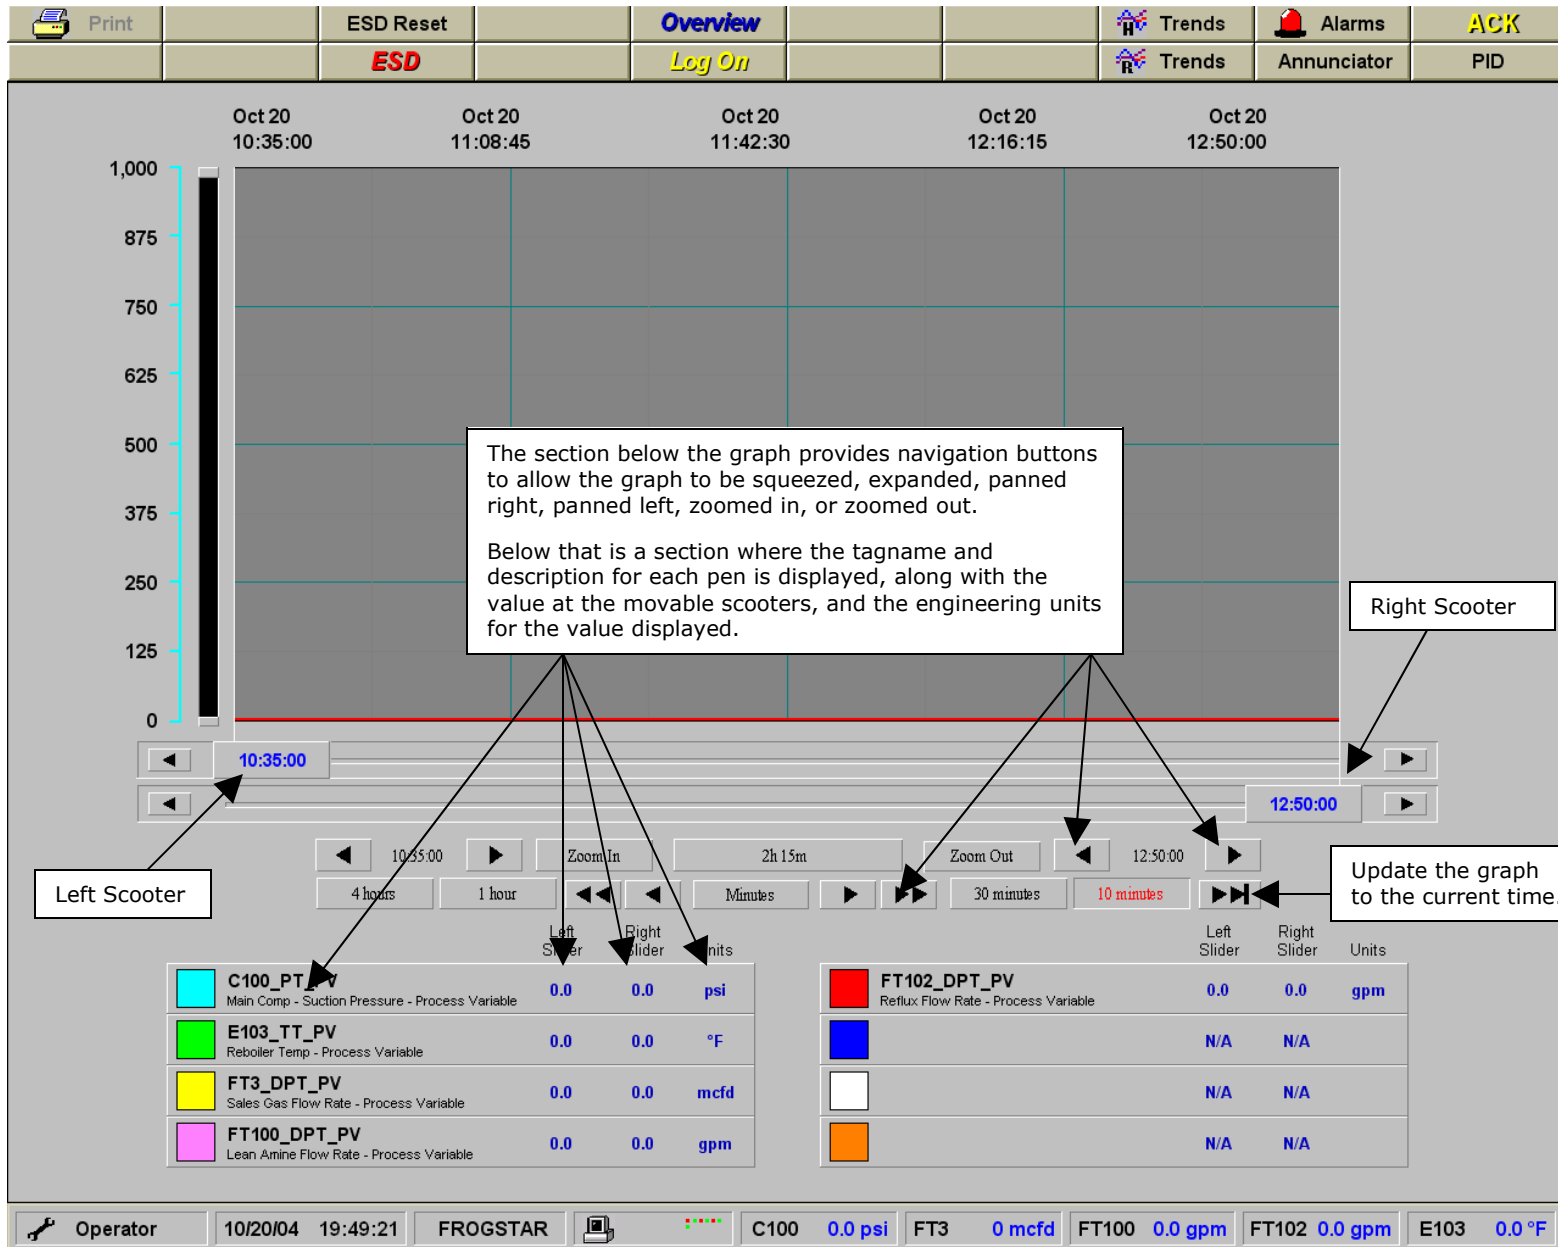 Print ESD Reset Overview H Trends Alarms ACK
ESD Log On R Trends Annunciator PID
Oct 20 Oct 20 Oct 20 Oct 20 Oct 20
10:35:00 11:08:45 11:42:30 12:16:15 12:50:00
1,000
875
750
625
500
375
250
125
0
The section below the graph provides navigation buttons
to allow the graph to be squeezed, expanded, panned
right, panned left, zoomed in, or zoomed out.
Below that is a section where the tagname and
description for each pen is displayed, along with the
value at the movable scooters, and the engineering units
for the value displayed.
Right Scooter
10:35:00
12:50:00
10:35:00 Zoom In 2h 15m Zoom Out 12:50:00
4 hours 1 hour Minutes 30 minutes 10 minutes
Left Scooter
Update the graph
to the current time.
Left Right Left Right
Slider Slider Units Slider Slider Units
C100_PT_PV 0.0 0.0 psi
Main Comp - Suction Pressure - Process Variable
E103_TT_PV 0.0 0.0 °F
Reboiler Temp - Process Variable
FT3_DPT_PV 0.0 0.0 mcfd
Sales Gas Flow Rate - Process Variable
FT100_DPT_PV 0.0 0.0 gpm
Lean Amine Flow Rate - Process Variable
FT102_DPT_PV 0.0 0.0 gpm
Reflux Flow Rate - Process Variable
N/A N/A
N/A N/A
N/A N/A
Operator 10/20/04 19:49:21 FROGSTAR C100 0.0 psi FT3 0 mcfd FT100 0.0 gpm FT102 0.0 gpm E103 0.0 °F